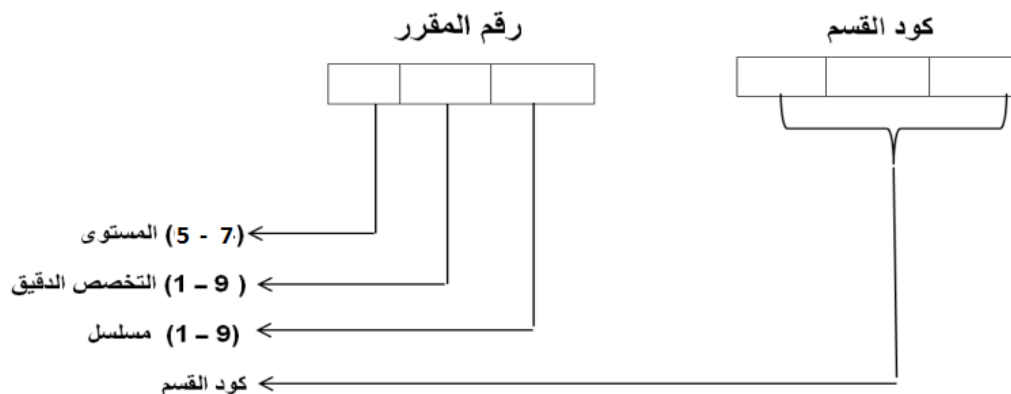 كود القسم
رقم المقرر
(5 - 7) المستوى
(1 – 9 ) التخصص الدقيق
(1 – 9) مسلسل
كود القسم